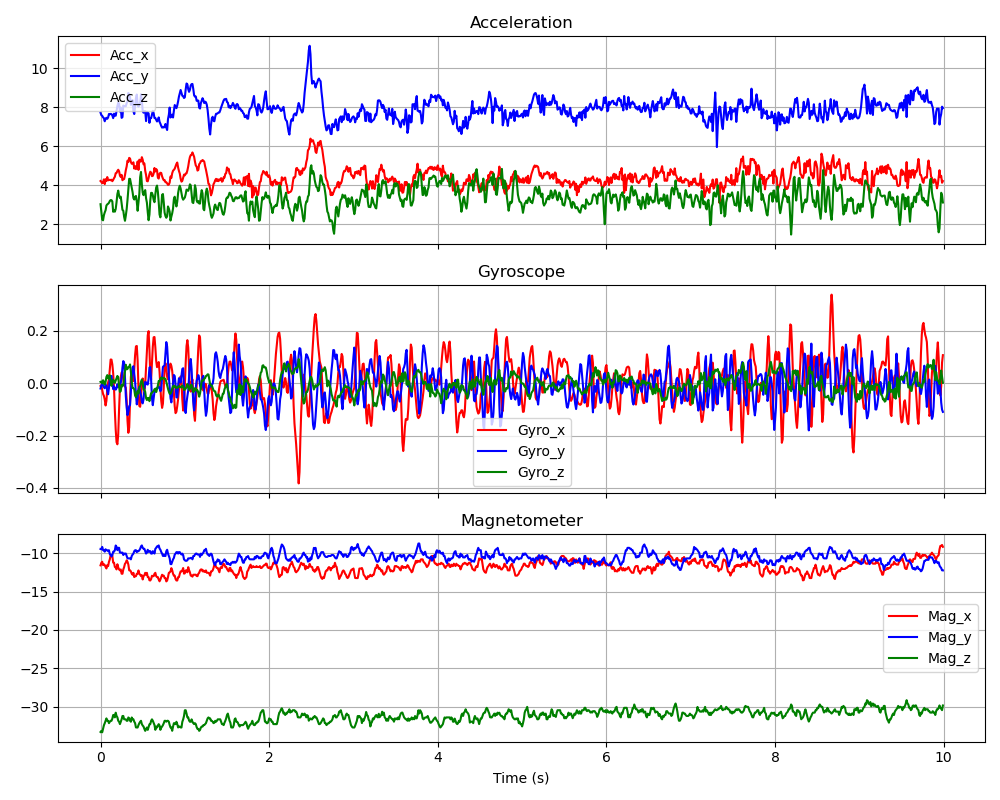 Acceleration
Acc_x
Acc_y
Acc_z
10
8
6
4
2
Gyroscope
0.2
0.0
−0.2
−0.4
Gyro_x
Gyro_y
Gyro_z
Magnetometer
−10
−15
−20
−25
−30
Mag_x
Mag_y
Mag_z
0 2 4 6 8 10
Time (s)